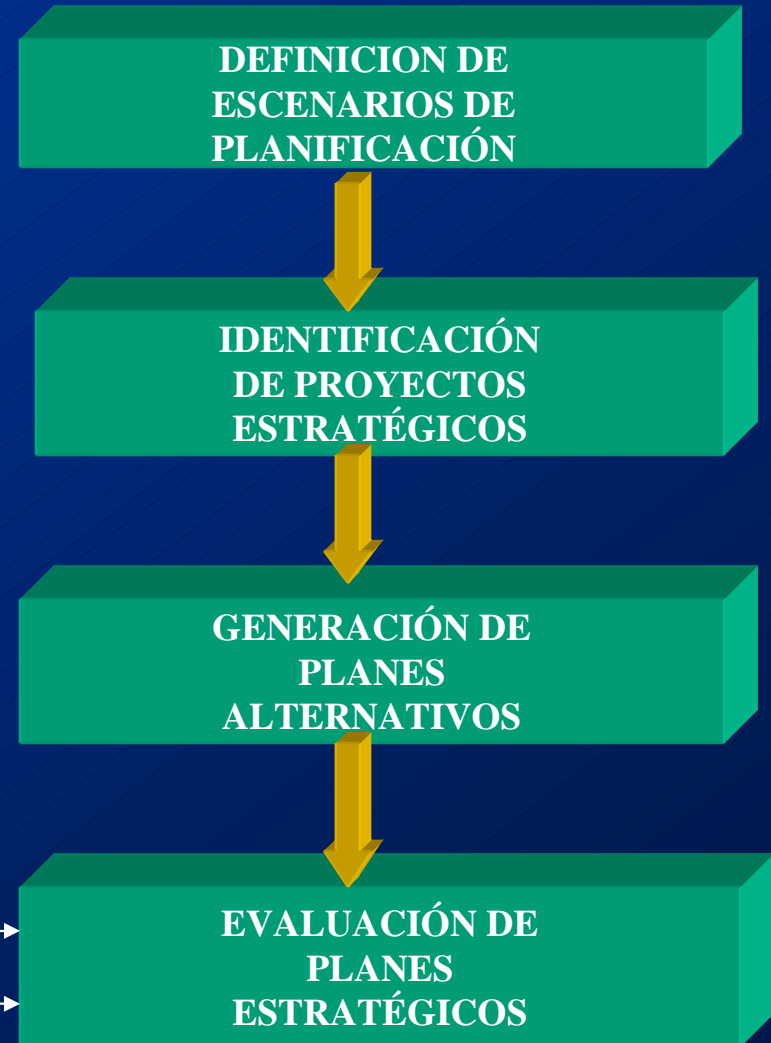 DEFINICION DE
ESCENARIOS DE
PLANIFICACIÓN
IDENTIFICACIÓN
DE PROYECTOS
ESTRATÉGICOS
GENERACIÓN DE
PLANES
ALTERNATIVOS
EVALUACIÓN DE
PLANES
ESTRATÉGICOS